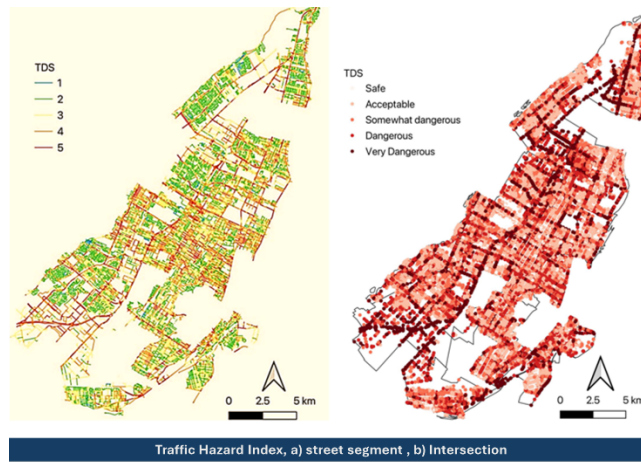 TDS
1
2
3
4
5
0 2.5 5 km
TDS
Safe
Acceptable
Somewhat dangerous
Dangerous
Very Dangerous
0 2.5 5 km
Traffic Hazard Index, a) street segment , b) Intersection